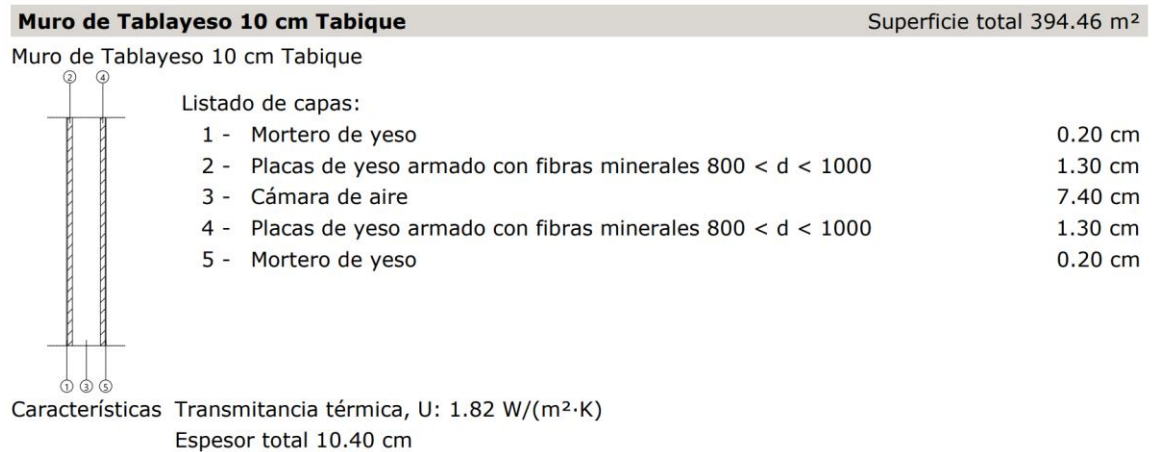 Muro de Tablayeso 10 cm Tabique Superficie total 394.46 m²
Muro de Tablayeso 10 cm Tabique
2 4
Listado de capas:
1 - Mortero de yeso 0.20 cm
2 - Placas de yeso armado con fibras minerales 800 < d < 1000 1.30 cm
3 - Cámara de aire 7.40 cm
4 - Placas de yeso armado con fibras minerales 800 < d < 1000 1.30 cm
5 - Mortero de yeso 0.20 cm
1 3 5
Características Transmitancia térmica, U: 1.82 W/(m²·K)
Espesor total 10.40 cm